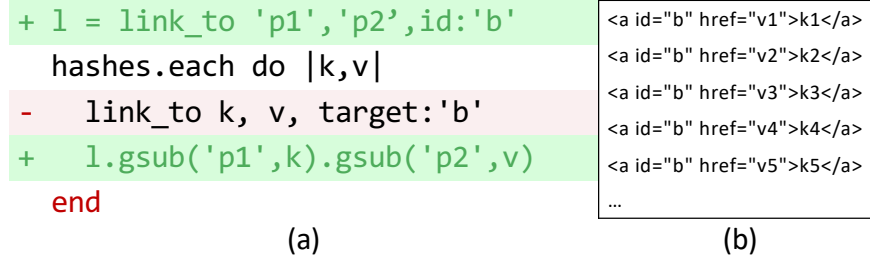 + l = link_to 'p1','p2’,id:'b'
hashes.each do |k,v|
- link_to k, v, target:'b'
+ l.gsub('p1',k).gsub('p2',v)
end
(a)
<a id="b" href="v1">k1</a>
<a id="b" href="v2">k2</a>
<a id="b" href="v3">k3</a>
<a id="b" href="v4">k4</a>
<a id="b" href="v5">k5</a>
…
(b)